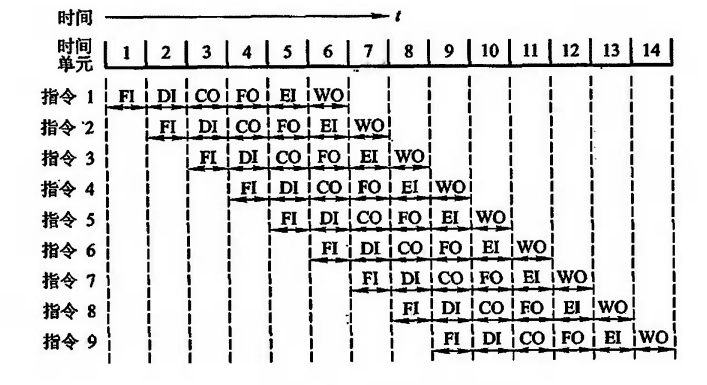 时间 t
时间单元 1 2 3 4 5 6 7 8 9 10 11 12 13 14
指令 1 FI DI CO FO EI WO
指令 2 FI DI CO FO EI WO
指令 3 FI DI CO FO EI WO
指令 4 FI DI CO FO EI WO
指令 5 FI DI CO FO EI WO
指令 6 FI DI CO FO EI WO
指令 7 FI DI CO FO EI WO
指令 8 FI DI CO FO EI WO
指令 9 FI DI CO FO EI WO